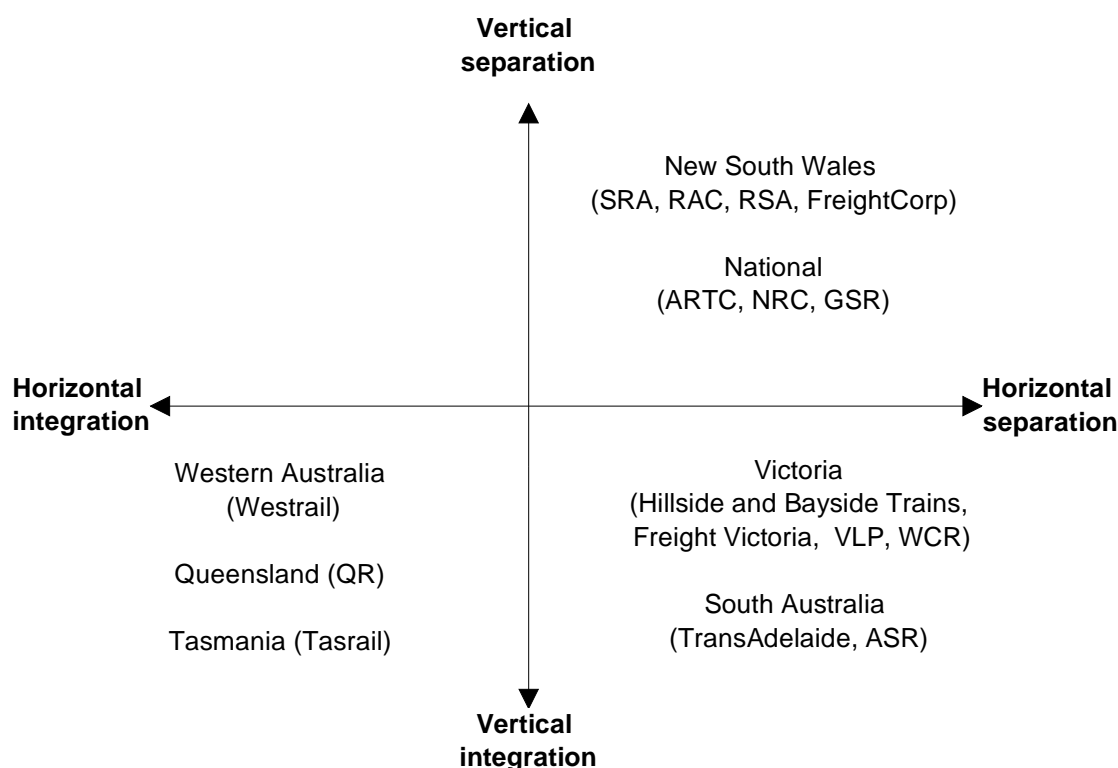 Vertical
separation
New South Wales
(SRA, RAC, RSA, FreightCorp)
National
(ARTC, NRC, GSR)
Horizontal
integration
Horizontal
separation
Western Australia
(Westrail)
Queensland (QR)
Tasmania (Tasrail)
Victoria
(Hillside and Bayside Trains,
Freight Victoria, VLP, WCR)
South Australia
(TransAdelaide, ASR)
Vertical
integration